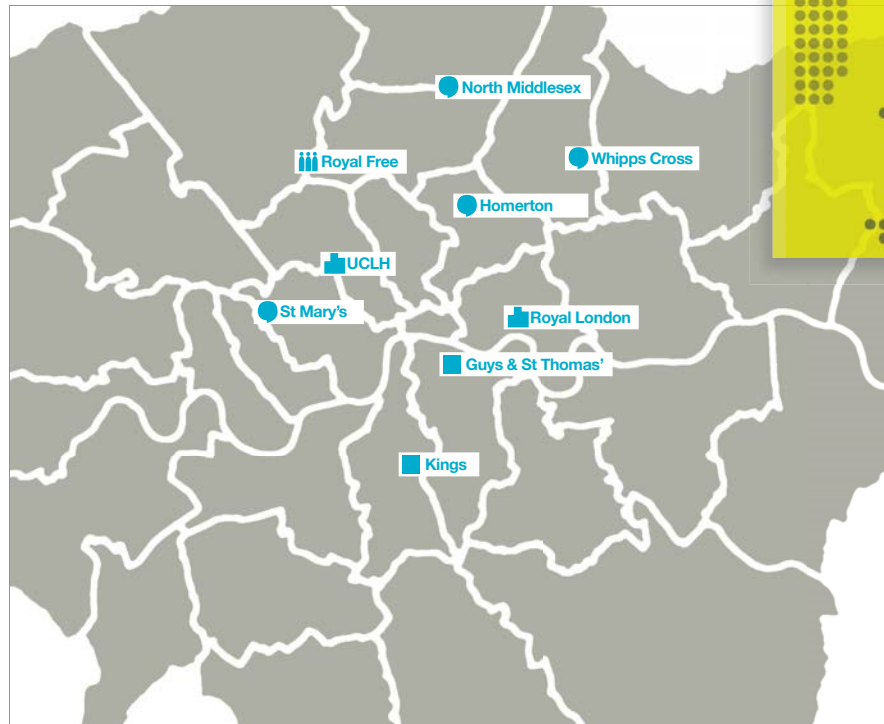 North Middlesex
Royal Free
Whipps Cross
Homerton
UCLH
St Mary's
Royal London
Guys & St Thomas'
Kings